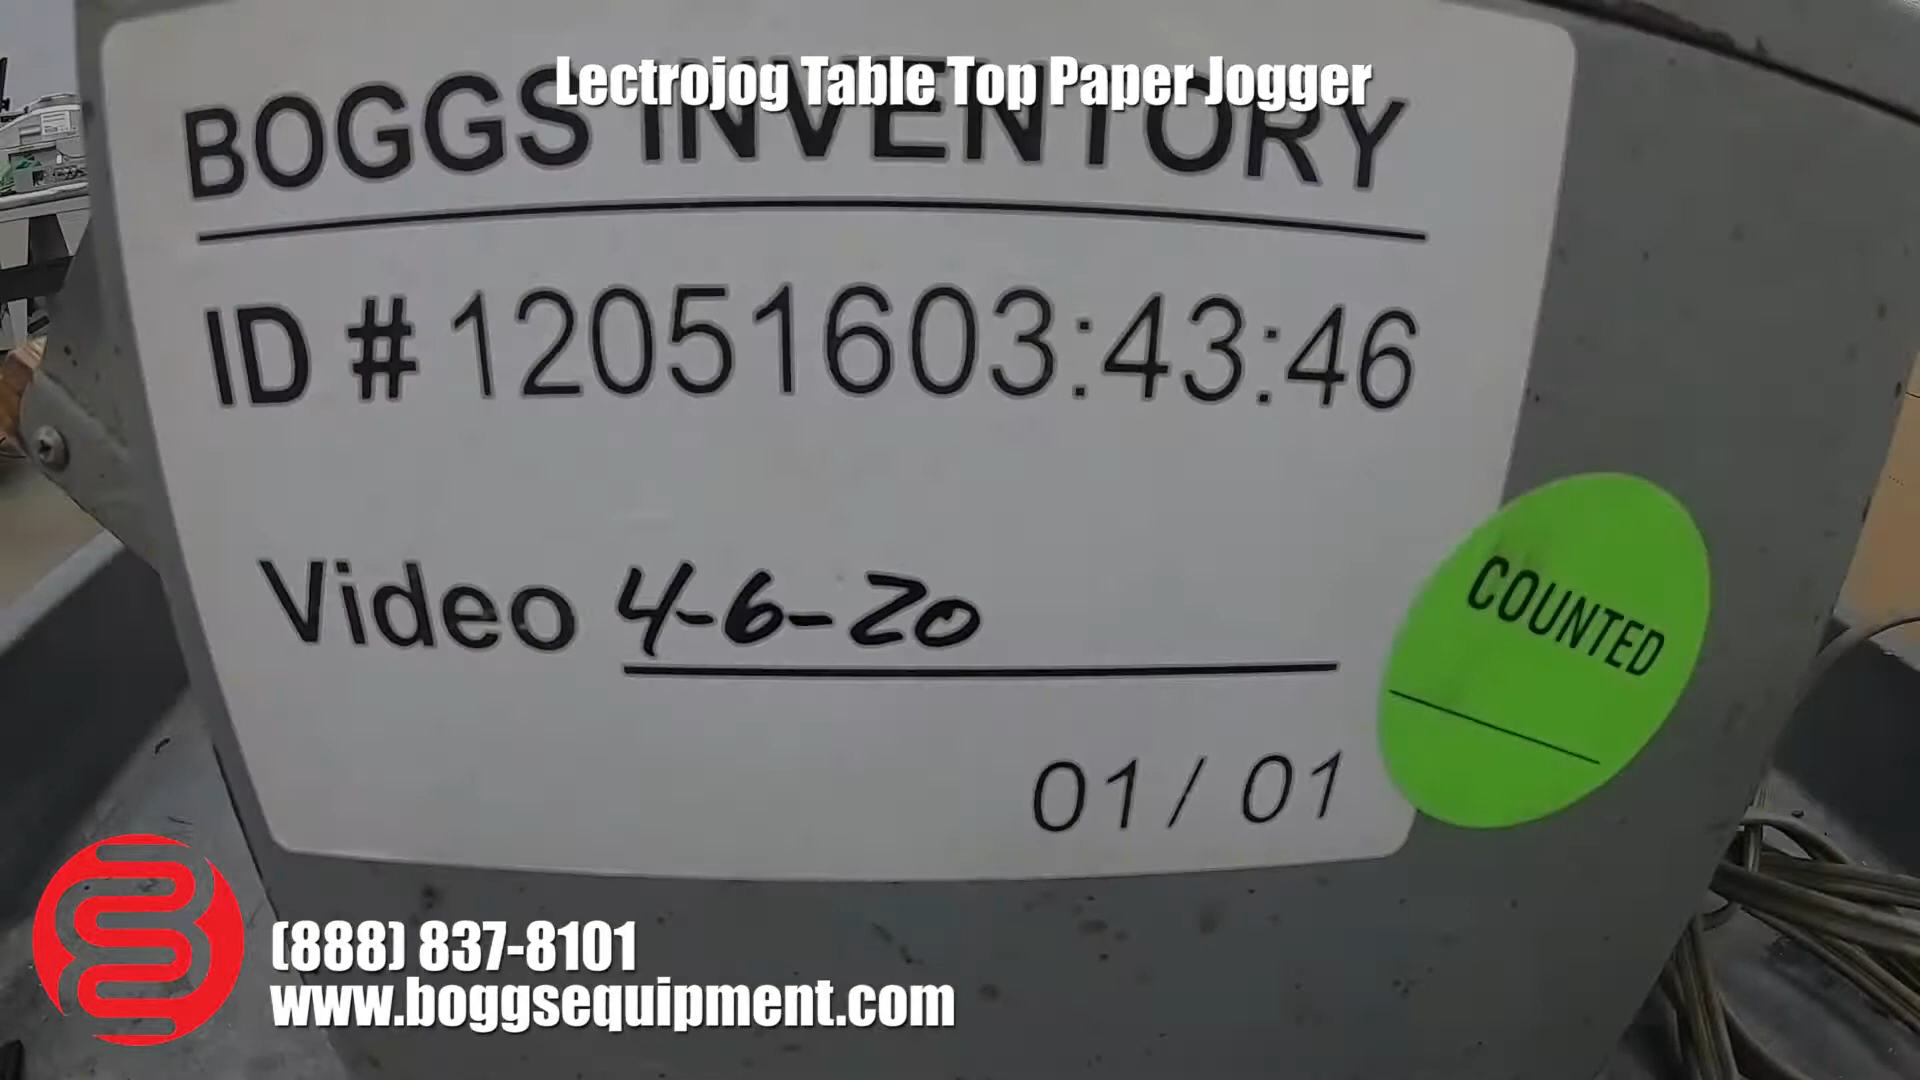 Lectrojog Table Top Paper Jogger
BOGGS INVENTORY
ID # 12051603:43:46
Video 4-6-20
COUNTED
01 / 01
(888) 837-8101
www.boggsequipment.com